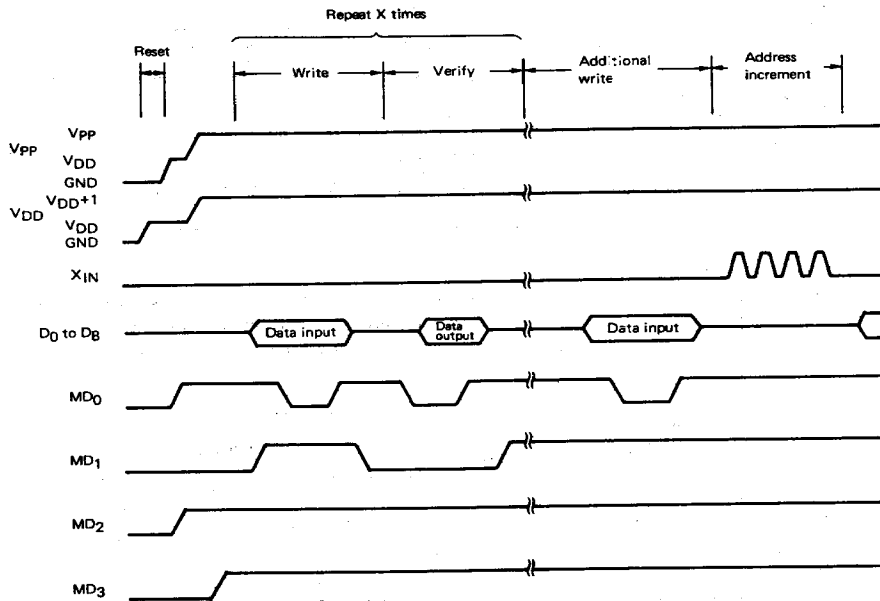 Repeat X times
Reset
Write
Verify
Additional write
Address increment
VPP
VPP
VDD
GND
VDD
VDD+1
VDD
GND
XIN
D0 to DB
Data input
Data output
Data input
MD0
MD1
MD2
MD3